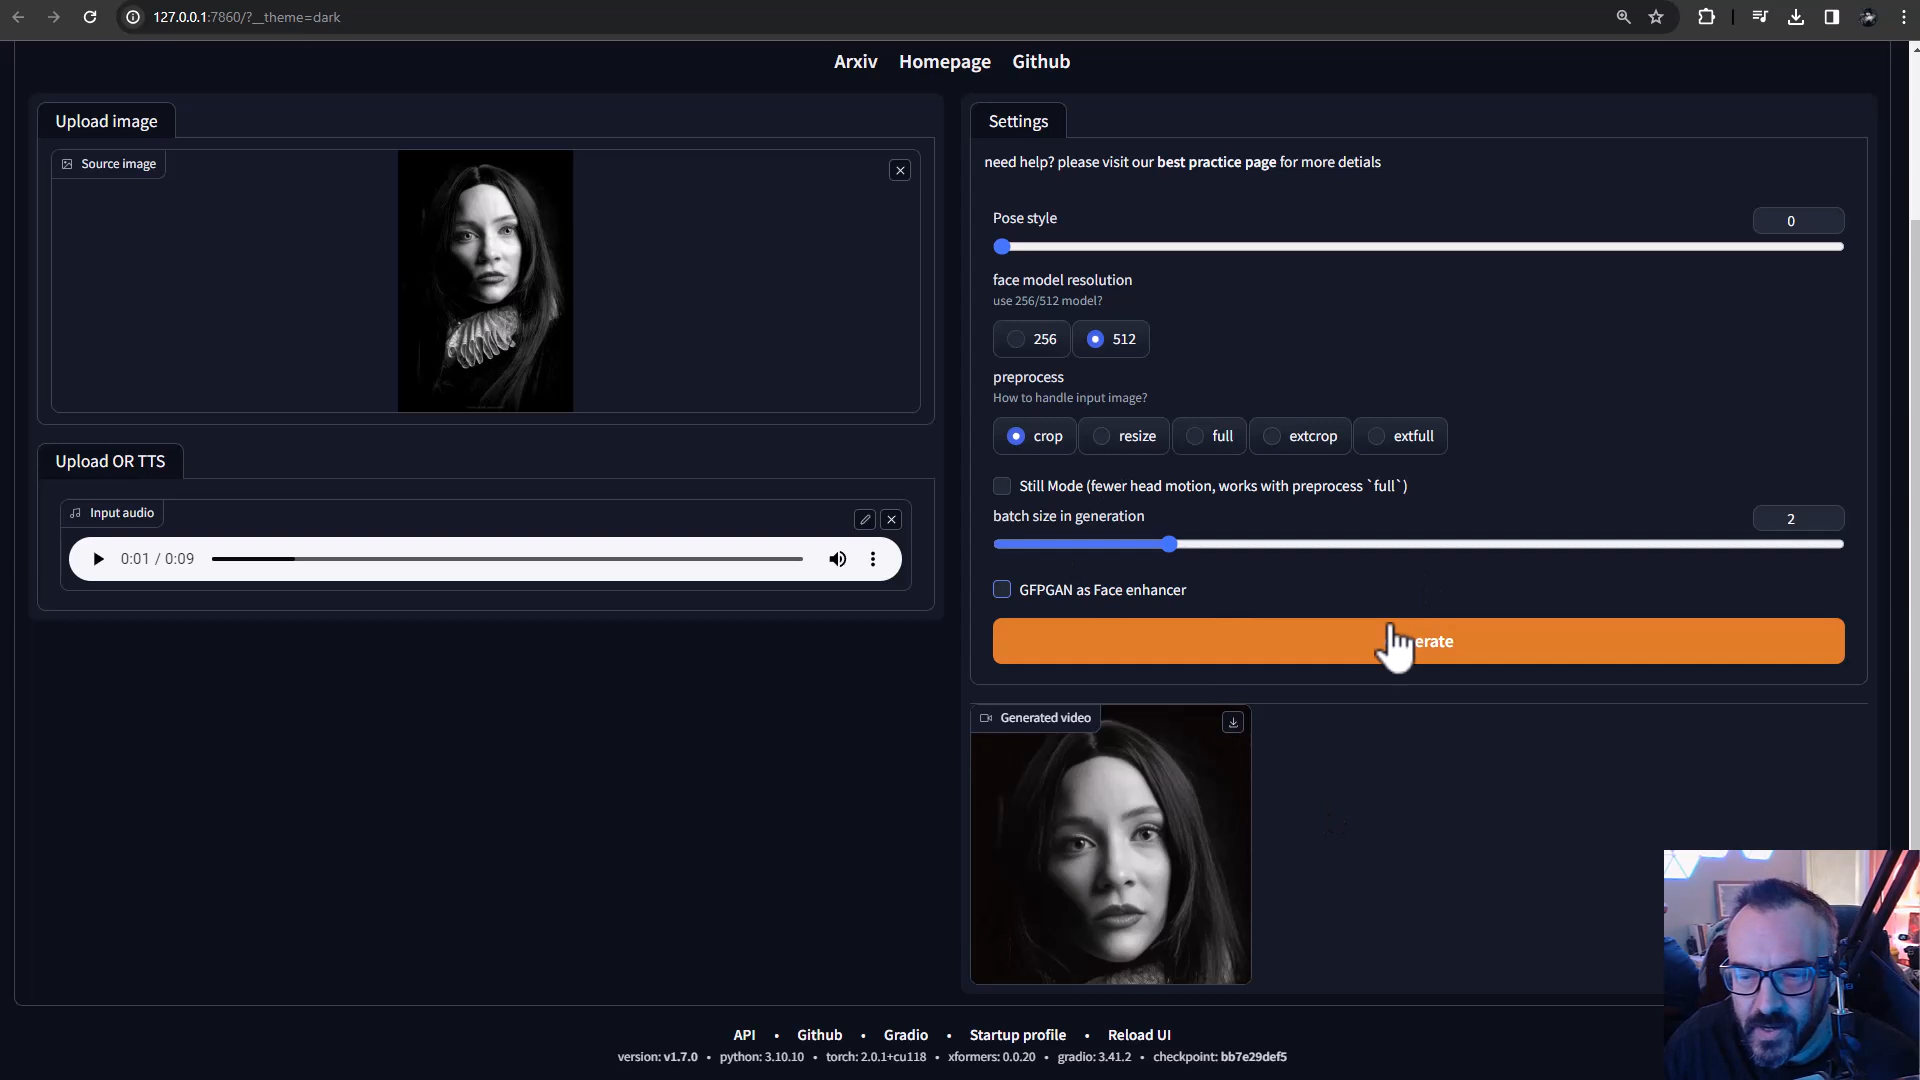 127.0.0.1:7860/?__theme=dark
Arxiv Homepage Github
Upload image
Source image
Upload OR TTS
Input audio
0:01 / 0:09
Settings
need help? please visit our best practice page for more detials
Pose style
0
face model resolution
use 256/512 model?
256 512
preprocess
How to handle input image?
crop resize full extcrop extfull
Still Mode (fewer head motion, works with preprocess `full`)
batch size in generation
2
GFPGAN as Face enhancer
erate
Generated video
API • Github • Gradio • Startup profile • Reload UI
version: v1.7.0 • python: 3.10.10 • torch: 2.0.1+cu118 • xformers: 0.0.20 • gradio: 3.41.2 • checkpoint: bb7e29def5